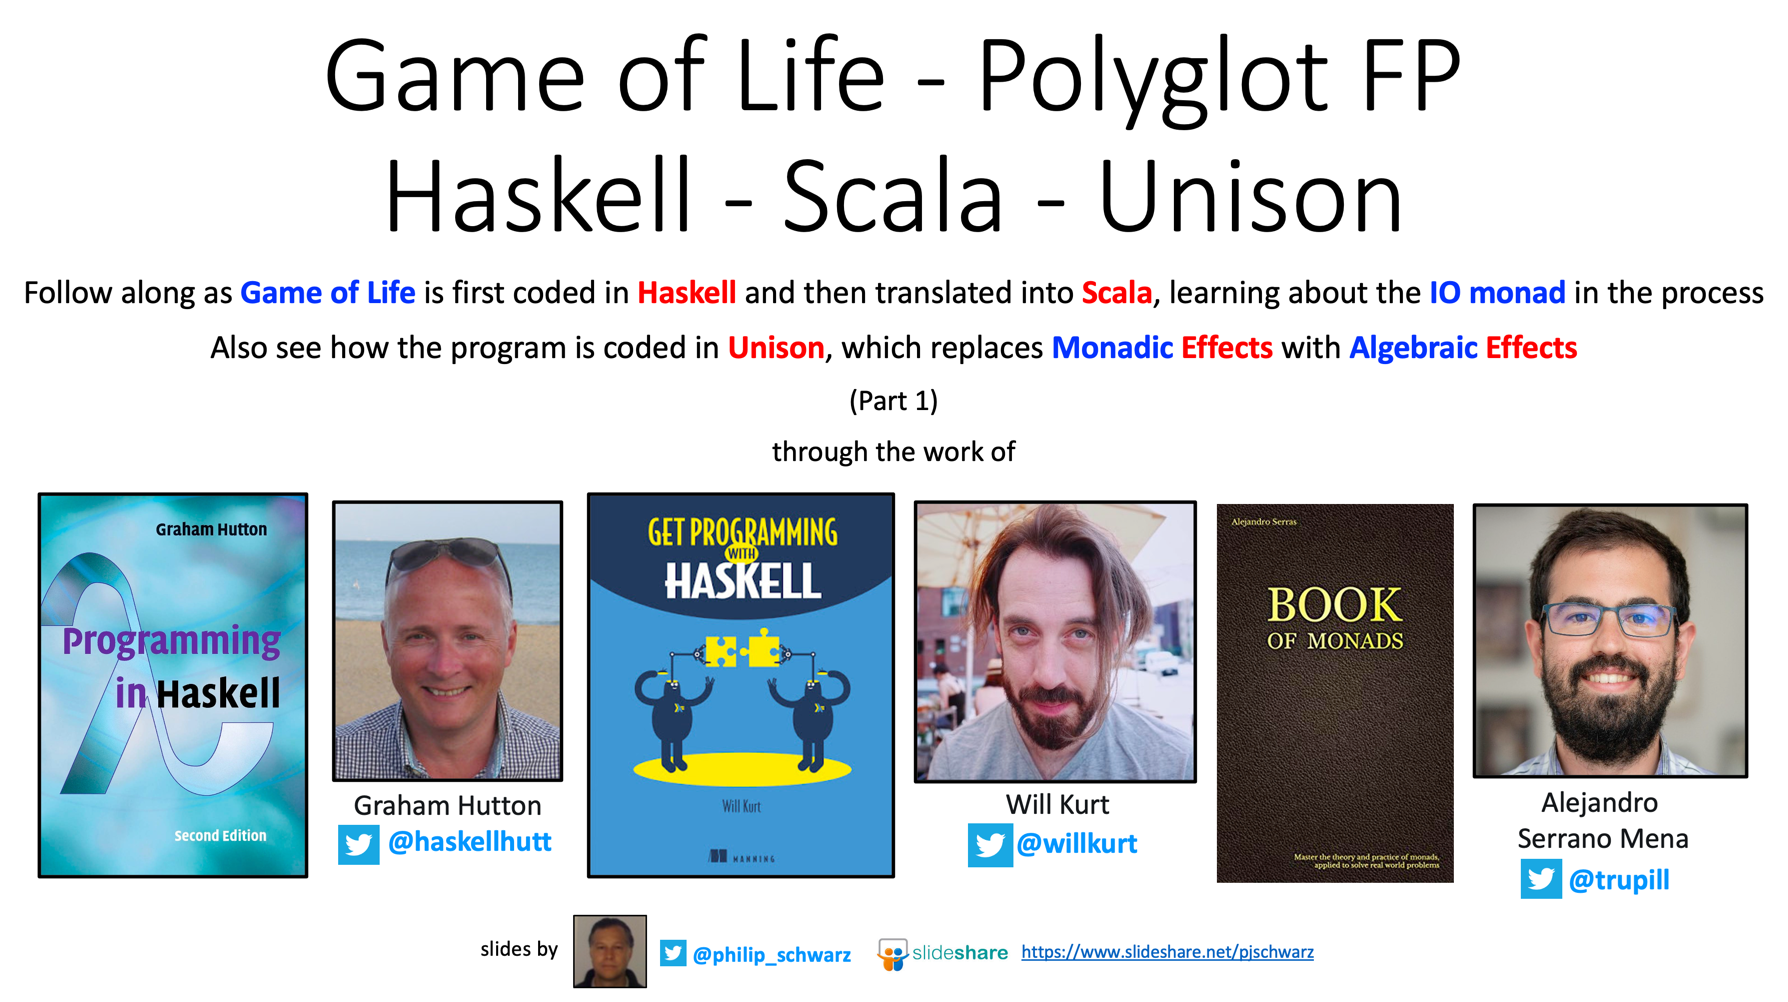 Game of Life - Polyglot FP
Haskell - Scala - Unison
Follow along as Game of Life is first coded in Haskell and then translated into Scala, learning about the IO monad in the process
Also see how the program is coded in Unison, which replaces Monadic Effects with Algebraic Effects
(Part 1)
through the work of
Graham Hutton
Programming
in Haskell
Second Edition
Graham Hutton
@haskellhutt
GET PROGRAMMING
WITH
HASKELL
Will Kurt
MANNING
Will Kurt
@willkurt
Alejandro Serras
BOOK
OF MONADS
Master the theory and practice of monads,
applied to solve real world problems
Alejandro
Serrano Mena
@trupill
slides by
@philip_schwarz
slideshare
https://www.slideshare.net/pjschwarz